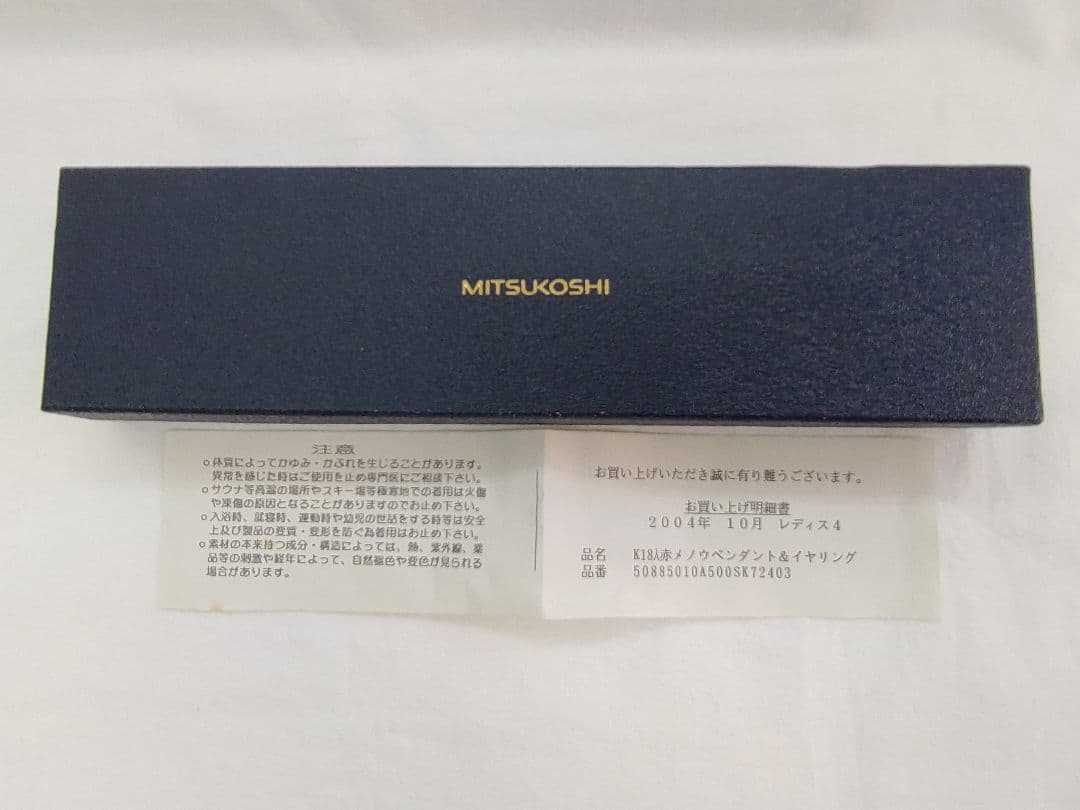 MITSUKOSHI
注意
○体質によってかゆみ・かぶれを生じることがあります。
異常を感じた時はご使用を止め専門医にご相談下さい。
○サウナ等高温の場所やスキー場等極寒地での着用は火傷
や凍傷の原因となることがありますのでお止め下さい。
○入浴時、就寝時、運動時や幼児の世話をする時等は安全
上及び製品の変質・変形を防ぐ為着用はお止め下さい。
○素材の本来持つ成分・構造によっては、熱、紫外線、薬
品等の刺激や経年によって、自然褪色や変色が見られる
場合があります。
お買い上げいただき誠に有り難うございます。
お買い上げ明細書
2004年 10月 レディス4
品名 K18入赤メノウペンダント&イヤリング
品番 50885010A500SK72403